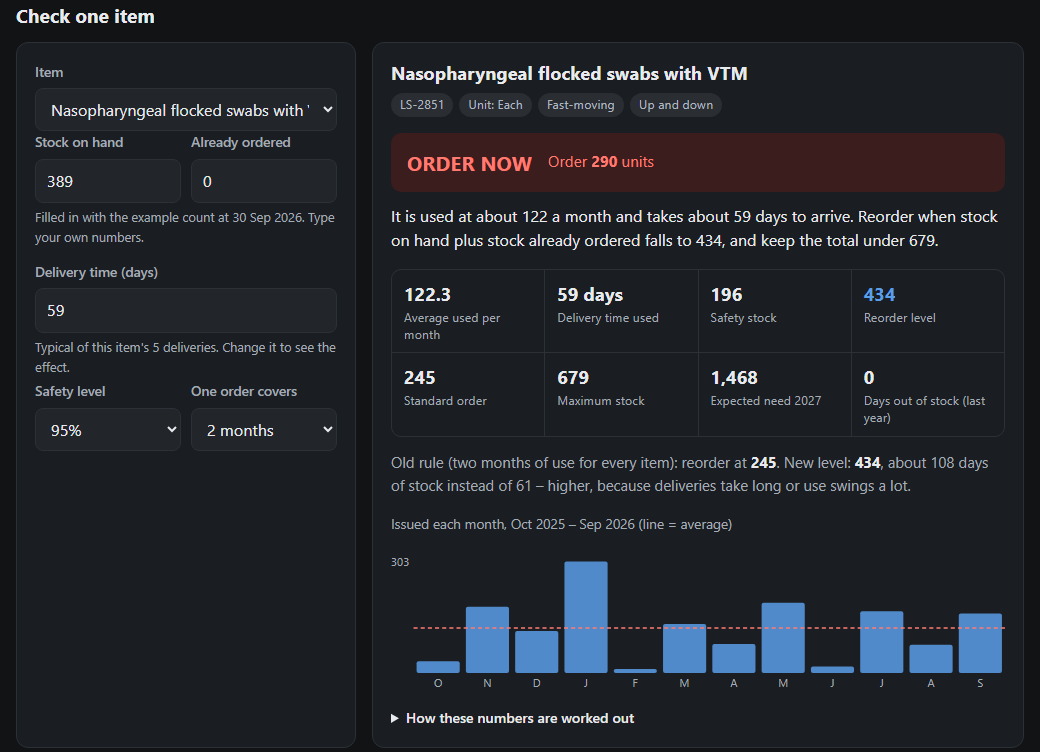 Check one item
Item
Nasopharyngeal flocked swabs with
Stock on hand
Already ordered
389
0
Filled in with the example count at 30 Sep 2026. Type
your own numbers.
Delivery time (days)
59
Typical of this item's 5 deliveries. Change it to see the
effect.
Safety level
One order covers
95%
2 months
Nasopharyngeal flocked swabs with VTM
LS-2851
Unit: Each
Fast-moving
Up and down
ORDER NOW Order 290 units
It is used at about 122 a month and takes about 59 days to arrive. Reorder when stock
on hand plus stock already ordered falls to 434, and keep the total under 679.
122.3
Average used per
month
59 days
Delivery time used
196
Safety stock
434
Reorder level
245
Standard order
679
Maximum stock
1,468
Expected need 2027
0
Days out of stock (last
year)
Old rule (two months of use for every item): reorder at 245. New level: 434, about 108 days
of stock instead of 61 – higher, because deliveries take long or use swings a lot.
Issued each month, Oct 2025 – Sep 2026 (line = average)
303
O N D J F M A M J J A S
How these numbers are worked out